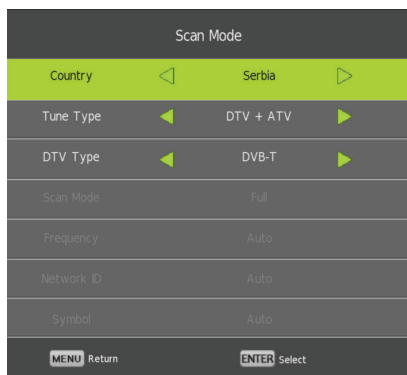 Scan Mode
Country Serbia
Tune Type DTV + ATV
DTV Type DVB-T
Scan Mode Full
Frequency Auto
Network ID Auto
Symbol Auto
MENU Return ENTER Select